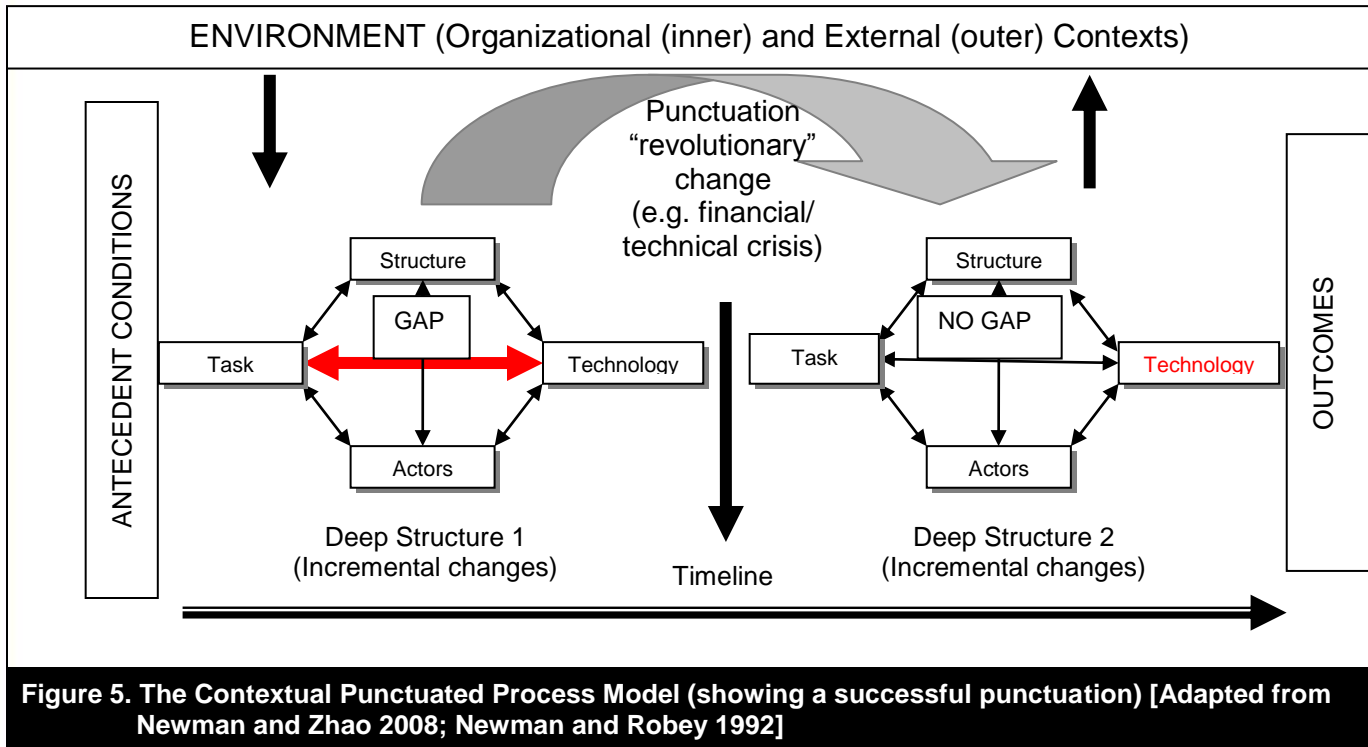 ENVIRONMENT (Organizational (inner) and External (outer) Contexts)
ANTECEDENT CONDITIONS
Punctuation
“revolutionary”
change
(e.g. financial/
technical crisis)
Structure
GAP
Task
Technology
Actors
Deep Structure 1
(Incremental changes)
Structure
NO GAP
Task
Technology
Actors
Deep Structure 2
(Incremental changes)
OUTCOMES
Timeline
Figure 5. The Contextual Punctuated Process Model (showing a successful punctuation) [Adapted from
Newman and Zhao 2008; Newman and Robey 1992]